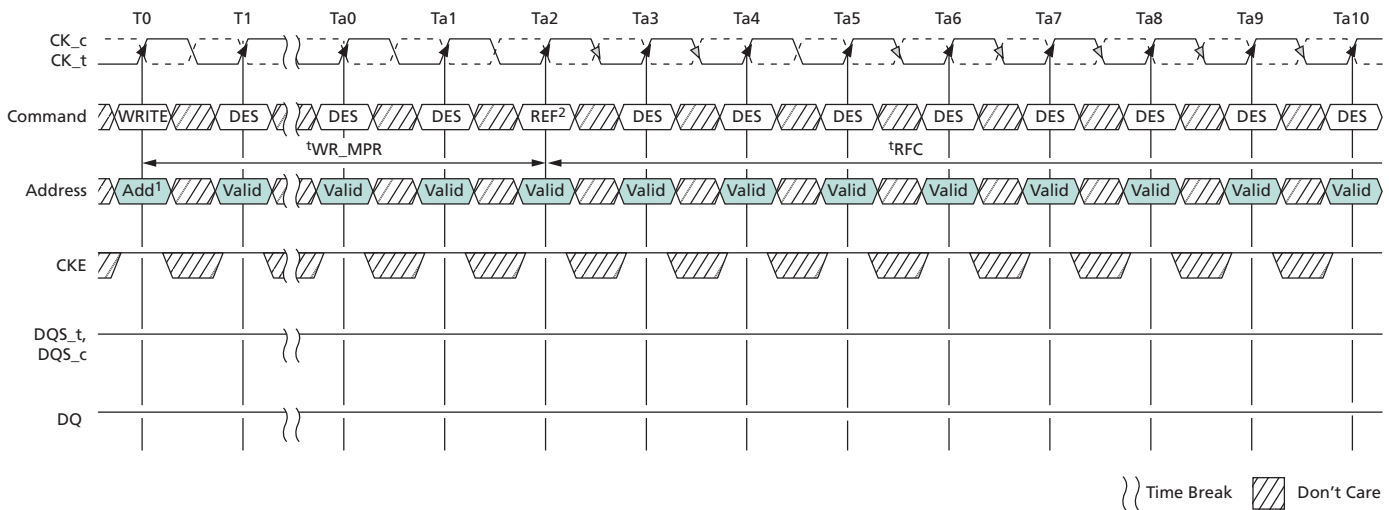 T0 T1 Ta0 Ta1 Ta2 Ta3 Ta4 Ta5 Ta6 Ta7 Ta8 Ta9 Ta10
CK_c
CK_t
Command WRITE DES DES DES REF² DES DES DES DES DES DES DES DES
tWR_MPR tRFC
Address Add¹ Valid Valid Valid Valid Valid Valid Valid Valid Valid Valid Valid Valid
CKE
DQS_t,
DQS_c
DQ
Time Break Don't Care